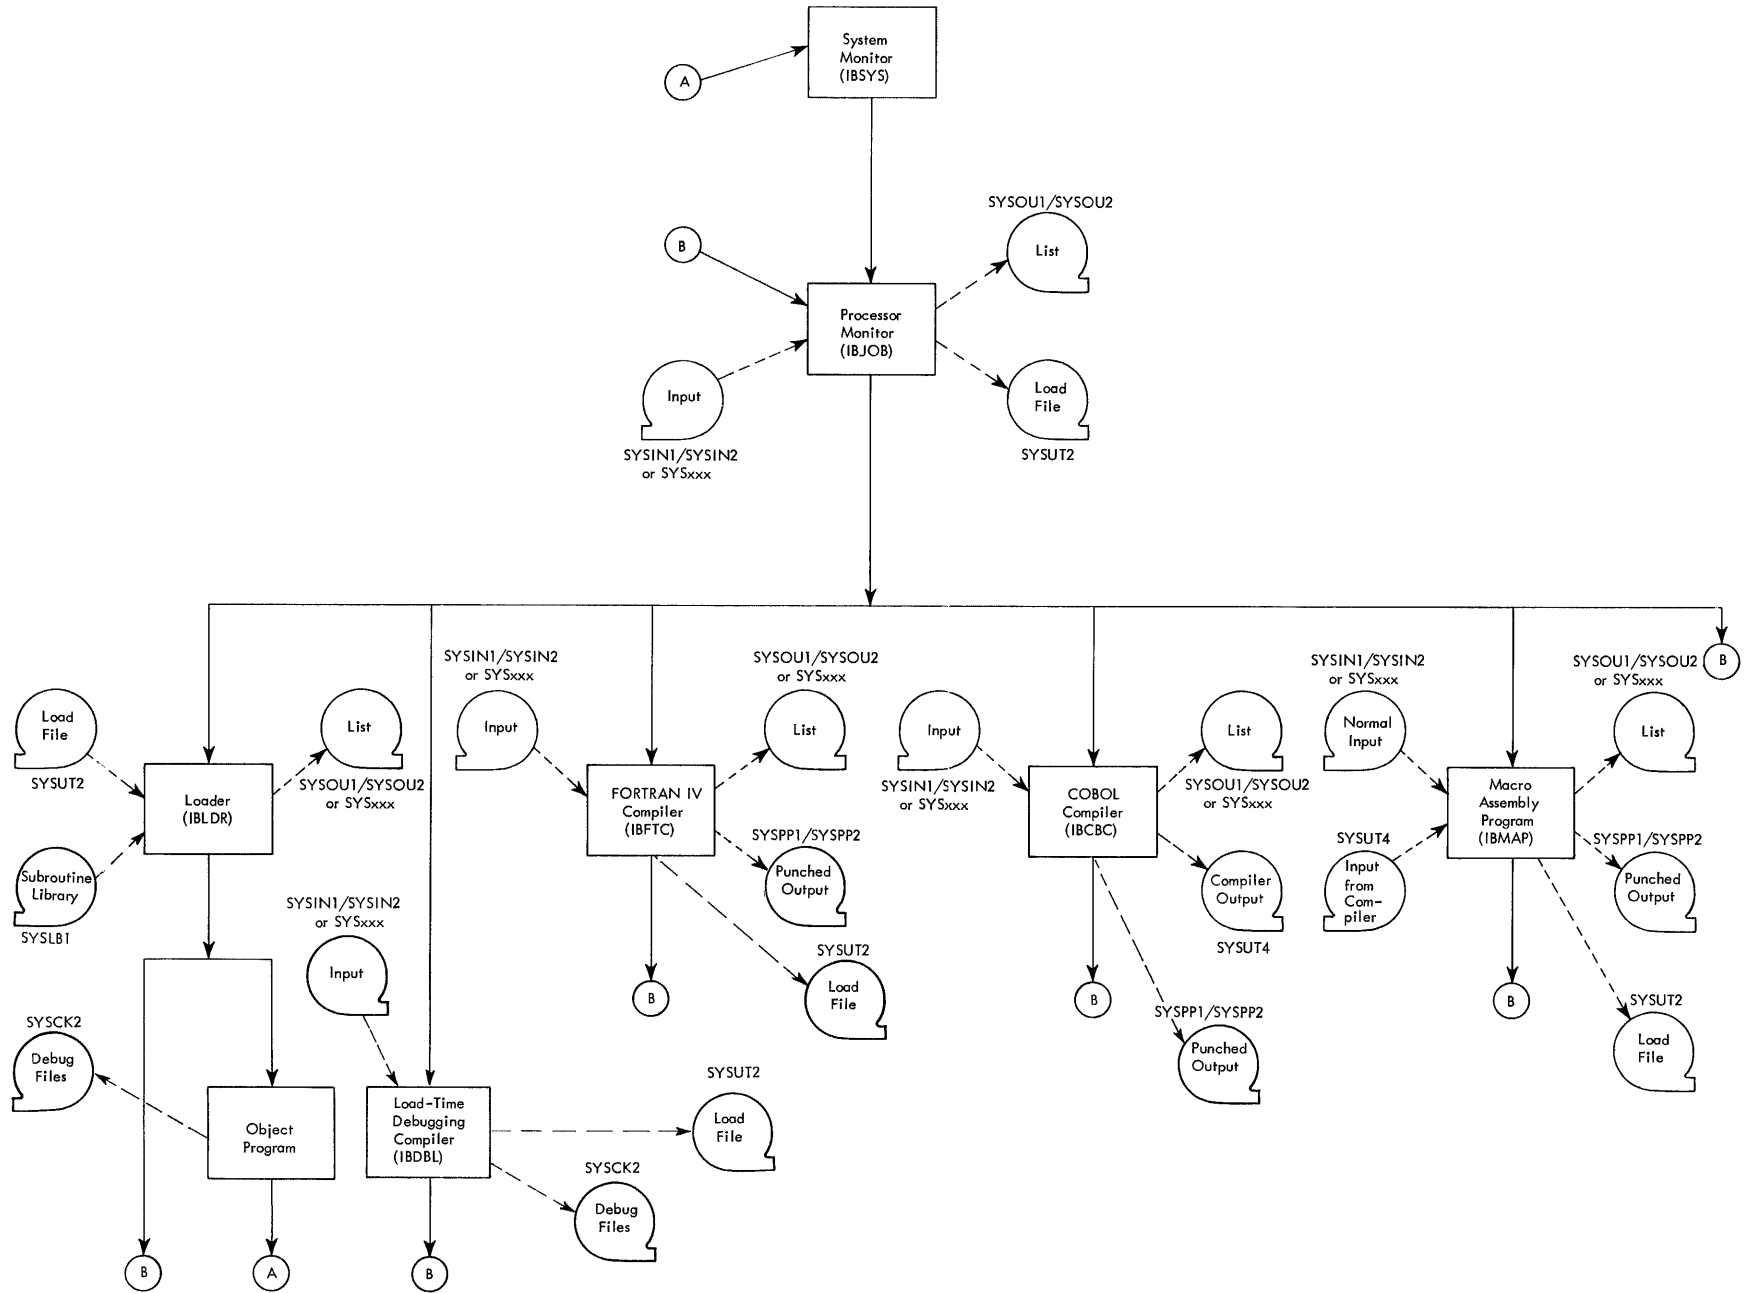 System
Monitor
(IBSYS)
A
SYSOU1/SYSOU2
List
B
Processor
Monitor
(IBJOB)
Input
SYSIN1/SYSIN2
or SYSxxx
Load
File
SYSUT2
B
Load
File
SYSUT2
List
SYSOU1/SYSOU2
or SYSxxx
Loader
(IBLDR)
Subroutine
Library
SYSLB1
SYSIN1/SYSIN2
or SYSxxx
Input
SYSOU1/SYSOU2
or SYSxxx
List
FORTRAN IV
Compiler
(IBFTC)
SYSPP1/SYSPP2
Punched
Output
SYSUT2
Load
File
B
Input
SYSIN1/SYSIN2
or SYSxxx
List
SYSOU1/SYSOU2
or SYSxxx
COBOL
Compiler
(IBCBC)
Compiler
Output
SYSUT4
B
SYSPP1/SYSPP2
Punched
Output
SYSIN1/SYSIN2
or SYSxxx
Normal
Input
SYSOU1/SYSOU2
or SYSxxx
List
Macro
Assembly
Program
(IBMAP)
SYSUT4
Input
from
Com-
piler
SYSPP1/SYSPP2
Punched
Output
B
SYSUT2
Load
File
SYSIN1/SYSIN2
or SYSxxx
Input
SYSCK2
Debug
Files
Object
Program
Load-Time
Debugging
Compiler
(IBDBL)
SYSUT2
Load
File
SYSCK2
Debug
Files
B
A
B